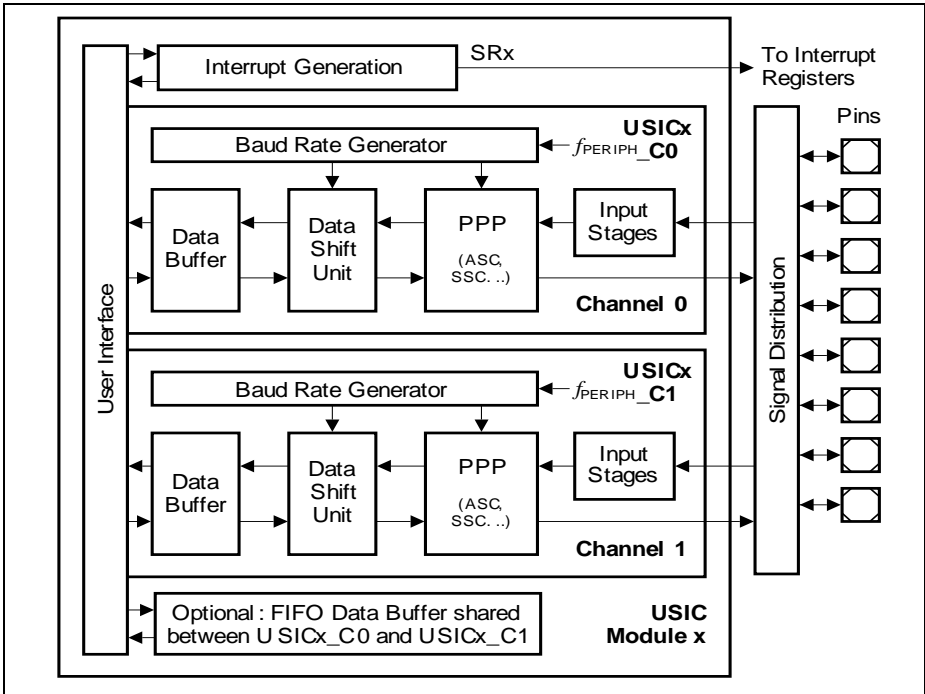 SRx
Interrupt Generation
To Interrupt
Registers
Pins
User Interface
Signal Distribution
USICx
Baud Rate Generator
fPERIPH_C0
Data
Buffer
Data
Shift
Unit
PPP
(ASC,
SSC. ..)
Input
Stages
Channel 0
USICx
Baud Rate Generator
fPERIPH_C1
Data
Buffer
Data
Shift
Unit
PPP
(ASC,
SSC. ..)
Input
Stages
Channel 1
Optional : FIFO Data Buffer shared
between USICx_C0 and USICx_C1
USIC
Module x